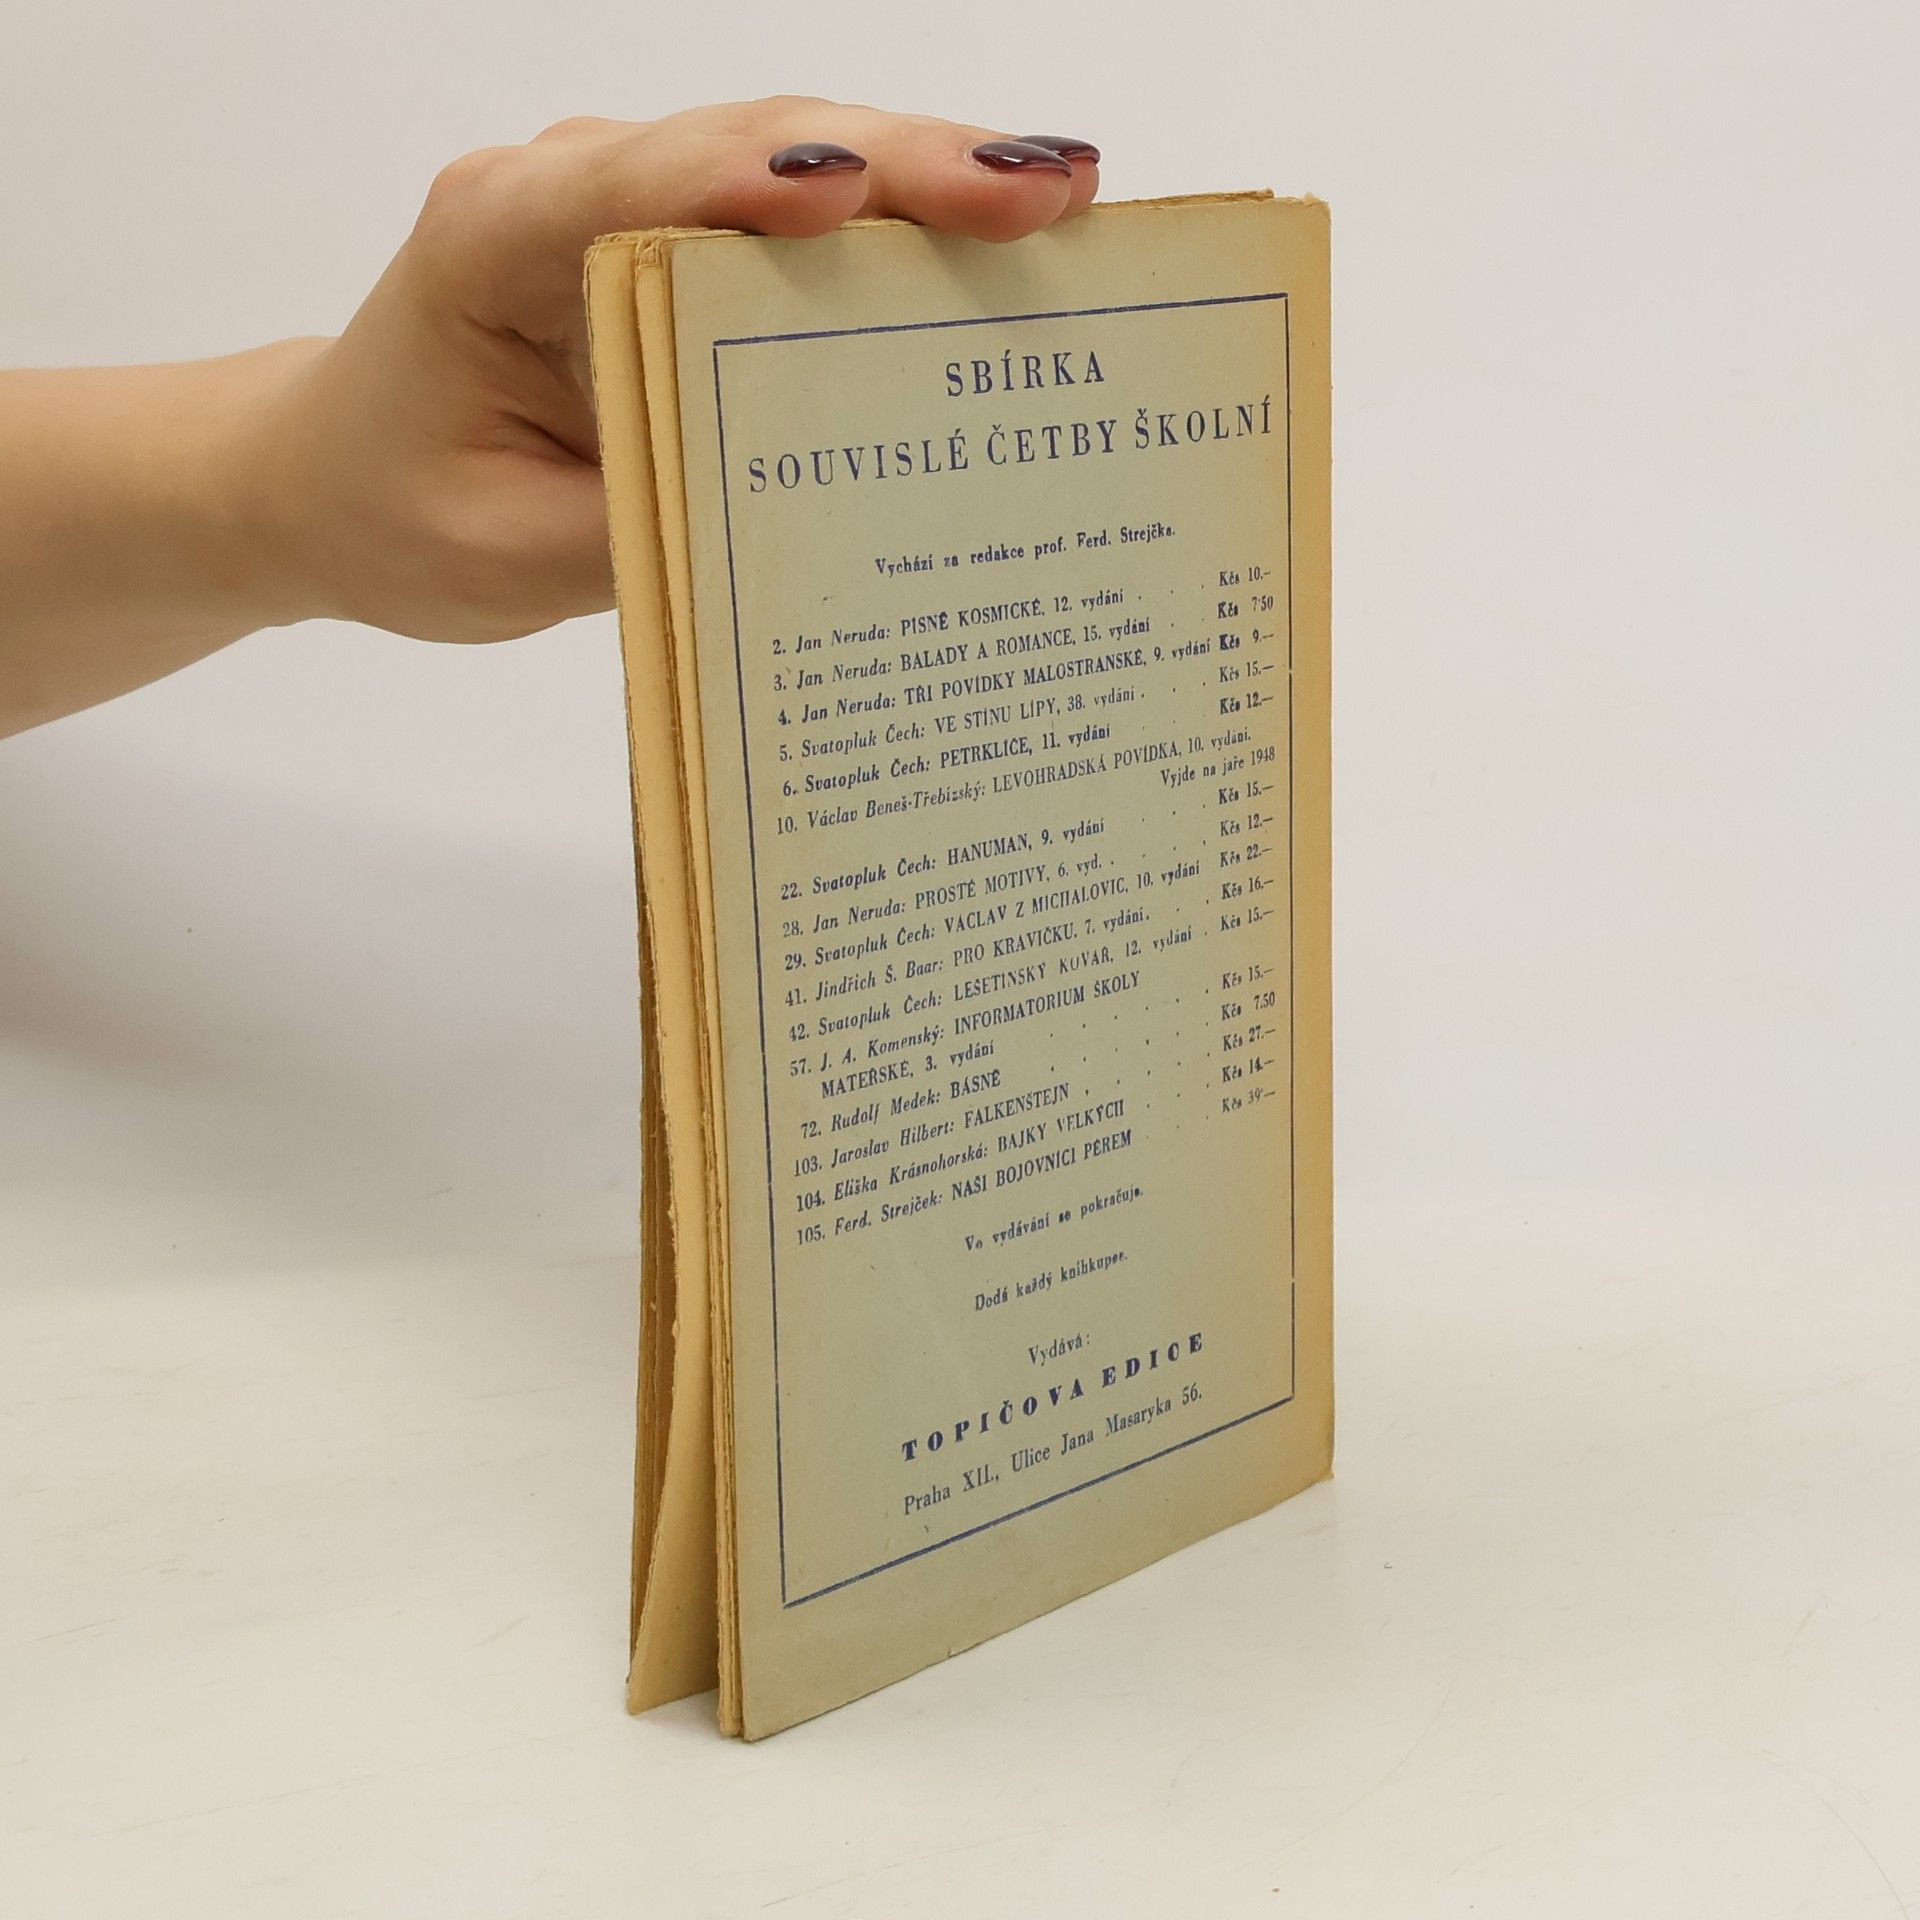 SBÍRKA
SOUVISLÉ ČETBY ŠKOLNÍ
Vychází za redakce prof. Ferd. Strejčka.
2. Jan Neruda: PÍSNĚ KOSMICKÉ, 12. vydání . . . Kčs 10.—
3. Jan Neruda: BALADY A ROMANCE, 15. vydání . . Kčs 7·50
4. Jan Neruda: TŘI POVÍDKY MALOSTRANSKÉ, 9. vydání Kčs 9.—
5. Svatopluk Čech: VE STÍNU LÍPY, 38. vydání . . . Kčs 15.—
6. Svatopluk Čech: PETRKLÍČE, 11. vydání . . . Kčs 12.—
10. Václav Beneš-Třebízský: LEVOHRADSKÁ POVÍDKA, 10. vydání.
Vyjde na jaře 1948
22. Svatopluk Čech: HANUMAN, 9. vydání . . . Kčs 15.—
28. Jan Neruda: PROSTÉ MOTIVY, 6. vyd. . . . . Kčs 12.—
29. Svatopluk Čech: VÁCLAV Z MICHALOVIC, 10. vydání Kčs 22.—
41. Jindřich Š. Baar: PRO KRAVIČKU, 7. vydání . . . Kčs 16.—
42. Svatopluk Čech: LEŠETÍNSKÝ KOVÁŘ, 12. vydání . Kčs 15.—
57. J. A. Komenský: INFORMATORIUM ŠKOLY
MATEŘSKÉ, 3. vydání . . . . . Kčs 15.—
72. Rudolf Medek: BÁSNĚ . . . . . Kčs 7.50
103. Jaroslav Hilbert: FALKENŠTEJN . . . . . Kčs 27.—
104. Eliška Krásnohorská: BAJKY VELKÝCH . . . Kčs 14.—
105. Ferd. Strejček: NAŠI BOJOVNÍCI PÉREM . . . Kčs 39·—
Ve vydávání se pokračuje.
Dodá každý knihkupec.
Vydává:
TOPIČOVA EDICE
Praha XII., Ulice Jana Masaryka 56.